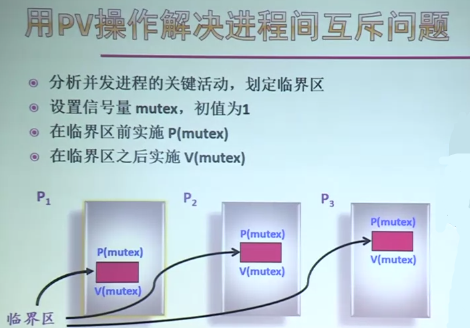 用PV操作解决进程间互斥问题
分析并发进程的关键活动，划定临界区
设置信号量 mutex，初值为1
在临界区前实施 P(mutex)
在临界区之后实施 V(mutex)
P1
P2
P3
P(mutex)
V(mutex)
P(mutex)
V(mutex)
P(mutex)
V(mutex)
临界区